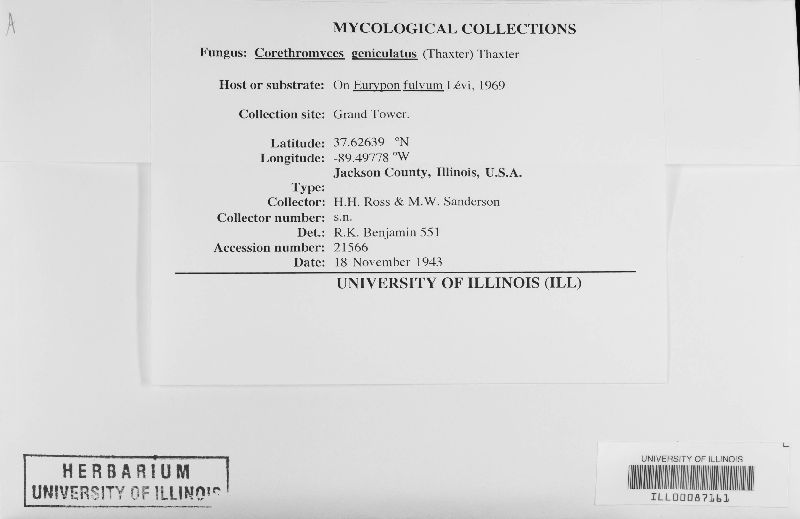 A
MYCOLOGICAL COLLECTIONS
Fungus: Corethromyces geniculatus (Thaxter) Thaxter
Host or substrate: On Eurypon fulvum Lévi, 1969
Collection site: Grand Tower.
Latitude: 37.62639 °N
Longitude: -89.49778 °W
Jackson County, Illinois, U.S.A.
Type:
Collector: H.H. Ross & M.W. Sanderson
Collector number: s.n.
Det.: R.K. Benjamin 551
Accession number: 21566
Date: 18 November 1943
UNIVERSITY OF ILLINOIS (ILL)
HERBARIUM
UNIVERSITY OF ILLINOIS
UNIVERSITY OF ILLINOIS
ILL00087161